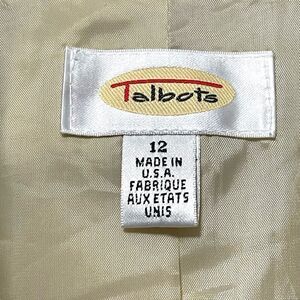 Talbots
12
MADE IN
U.S.A.
FABRIQUE
AUX ETATS
UNIS